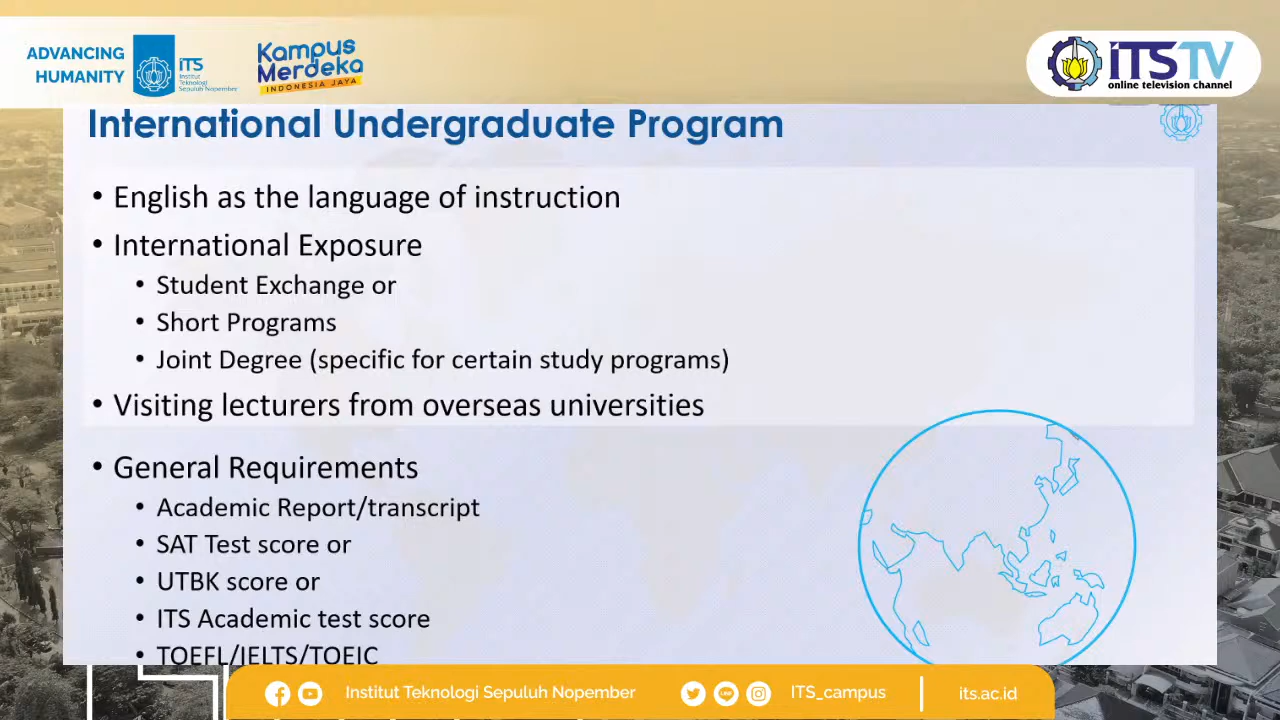 ADVANCING
HUMANITY
ITS
Institut
Teknologi
Sepuluh Nopember
Kampus
Merdeka
INDONESIA JAYA
ITSTV
online television channel
International Undergraduate Program
• English as the language of instruction
• International Exposure
• Student Exchange or
• Short Programs
• Joint Degree (specific for certain study programs)
• Visiting lecturers from overseas universities
• General Requirements
• Academic Report/transcript
• SAT Test score or
• UTBK score or
• ITS Academic test score
• TOEFL/IELTS/TOEIC
Institut Teknologi Sepuluh Nopember
ITS_campus
its.ac.id